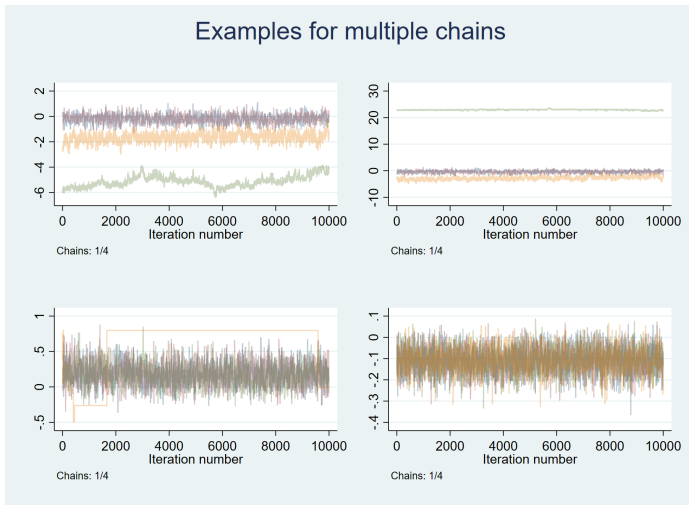 Examples for multiple chains
2
0
-2
-4
-6
0 2000 4000 6000 8000 10000
Iteration number
Chains: 1/4
30
20
10
0
-10
0 2000 4000 6000 8000 10000
Iteration number
Chains: 1/4
1
.5
0
-.5
0 2000 4000 6000 8000 10000
Iteration number
Chains: 1/4
.1
0
-.1
-.2
-.3
-.4
0 2000 4000 6000 8000 10000
Iteration number
Chains: 1/4